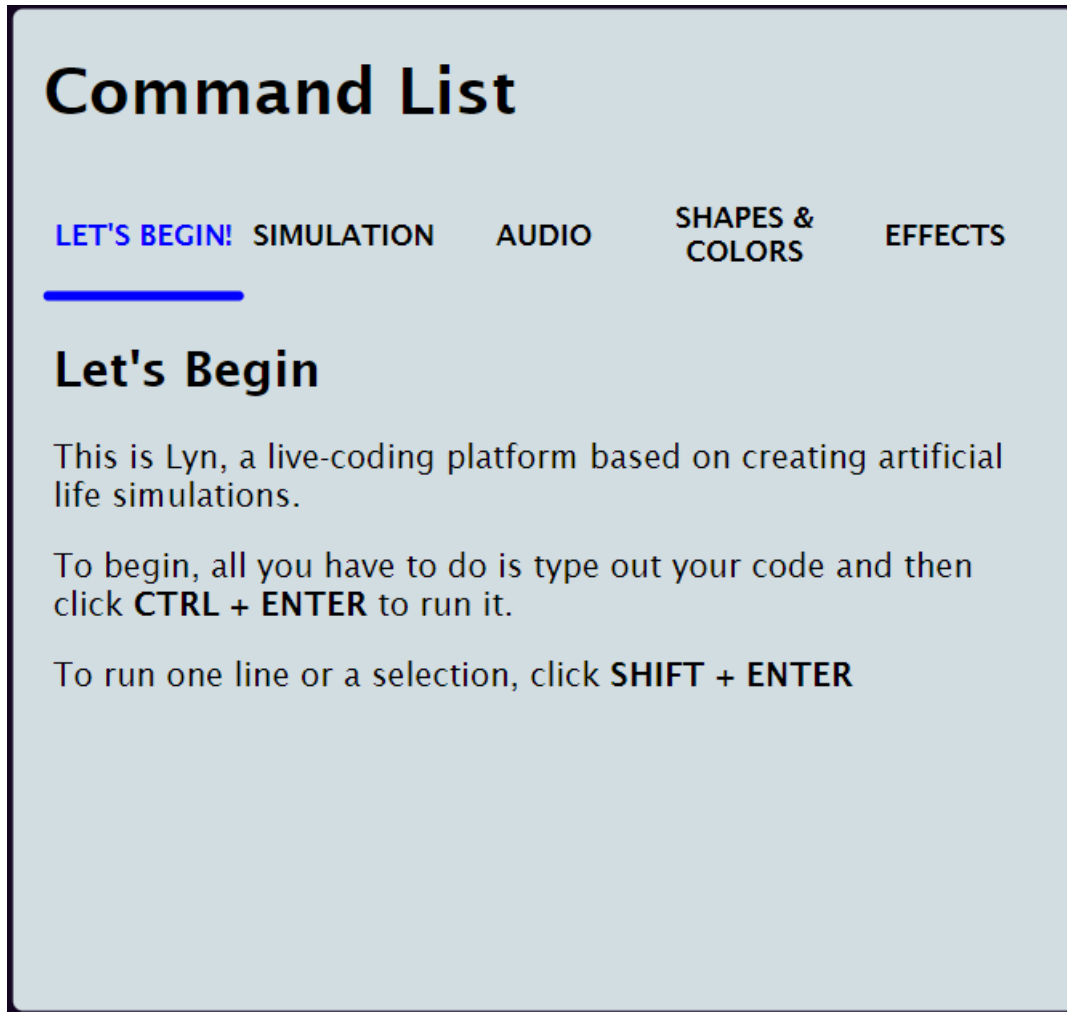 Command List
LET'S BEGIN!
SIMULATION
AUDIO
SHAPES &
COLORS
EFFECTS
Let's Begin
This is Lyn, a live-coding platform based on creating artificial
life simulations.
To begin, all you have to do is type out your code and then
click CTRL + ENTER to run it.
To run one line or a selection, click SHIFT + ENTER